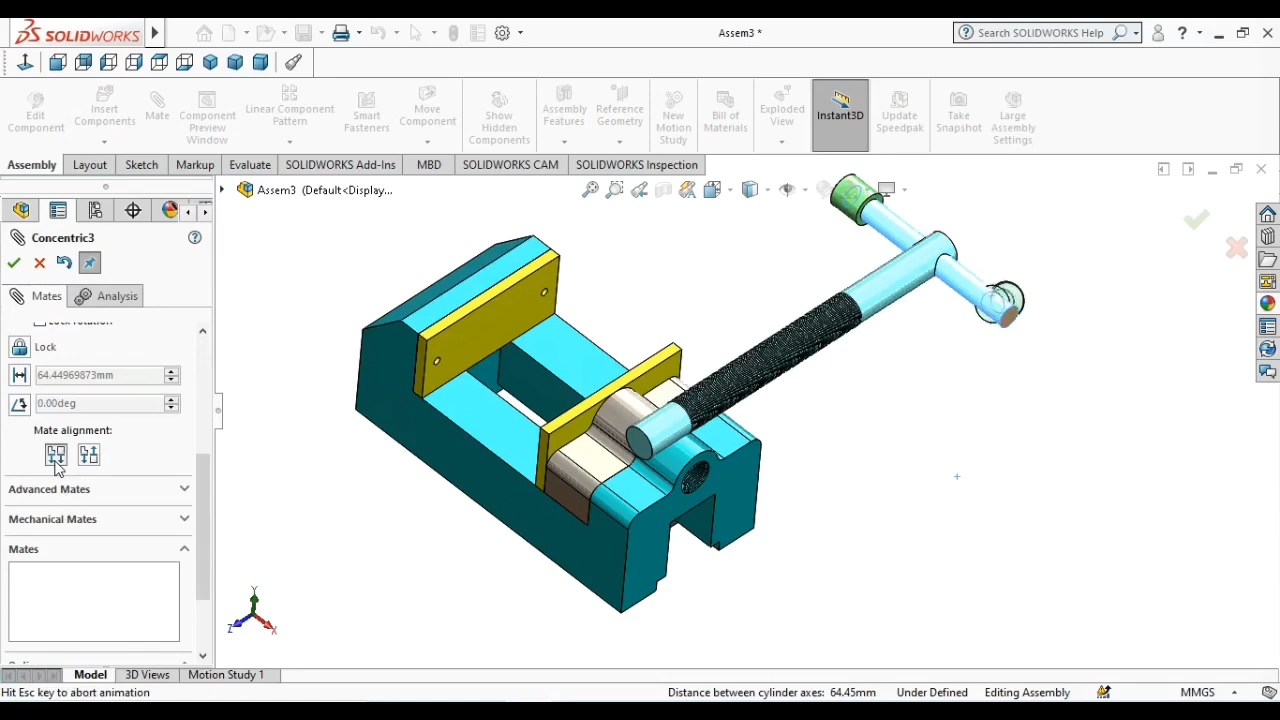 SOLIDWORKS
Assem3 *
Search SOLIDWORKS Help
Edit Component
Insert Components
Mate
Component Preview Window
Linear Component Pattern
Smart Fasteners
Move Component
Show Hidden Components
Assembly Features
Reference Geometry
New Motion Study
Bill of Materials
Exploded View
Instant3D
Update Speedpak
Take Snapshot
Large Assembly Settings
Assembly
Layout
Sketch
Markup
Evaluate
SOLIDWORKS Add-Ins
MBD
SOLIDWORKS CAM
SOLIDWORKS Inspection
Assem3 (Default<Display...
Concentric3
Mates
Analysis
Lock rotation
Lock
64.44969873mm
0.00deg
Mate alignment:
Advanced Mates
Mechanical Mates
Mates
Y
Z
X
Model
3D Views
Motion Study 1
Hit Esc key to abort animation
Distance between cylinder axes: 64.45mm
Under Defined
Editing Assembly
MMGS